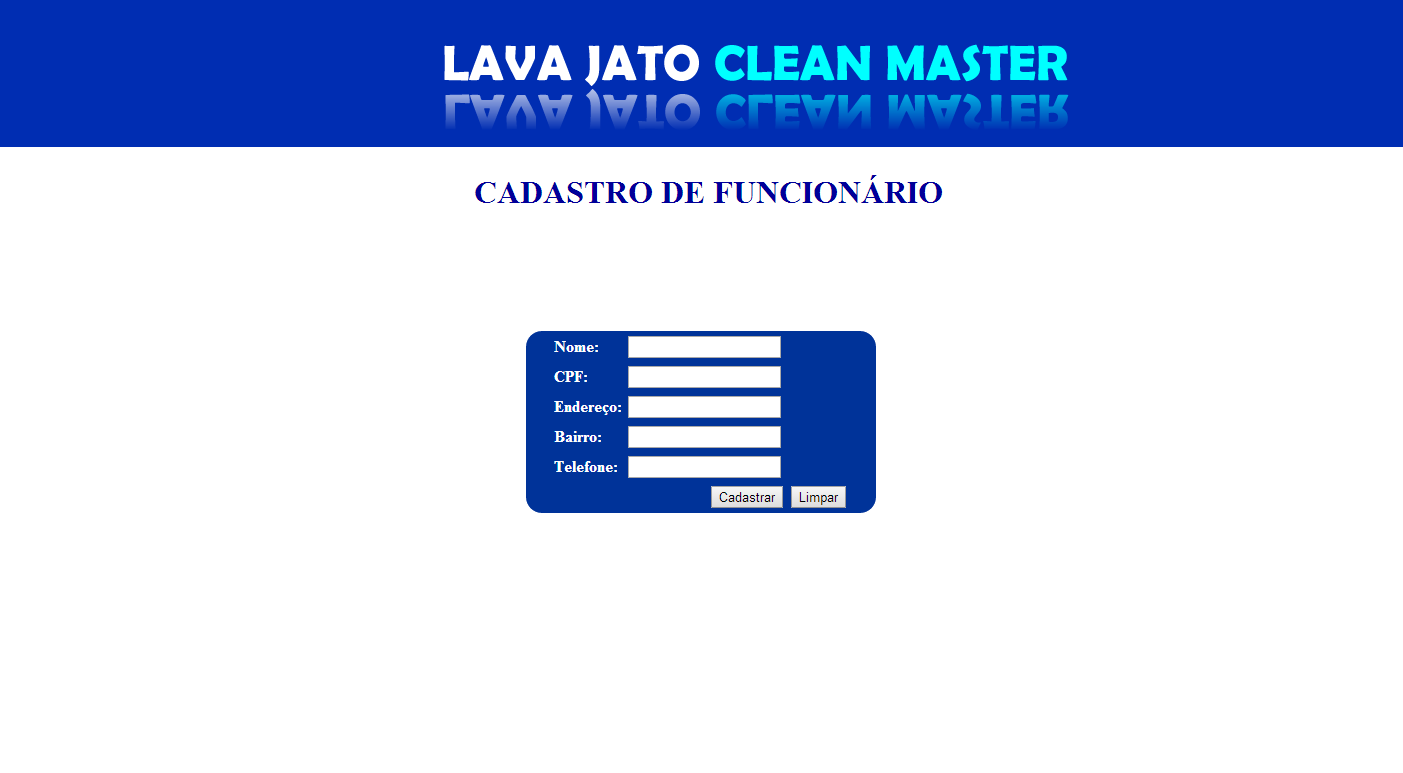 LAVA JATO CLEAN MASTER
CADASTRO DE FUNCIONÁRIO
Nome:
CPF:
Endereço:
Bairro:
Telefone:
Cadastrar Limpar